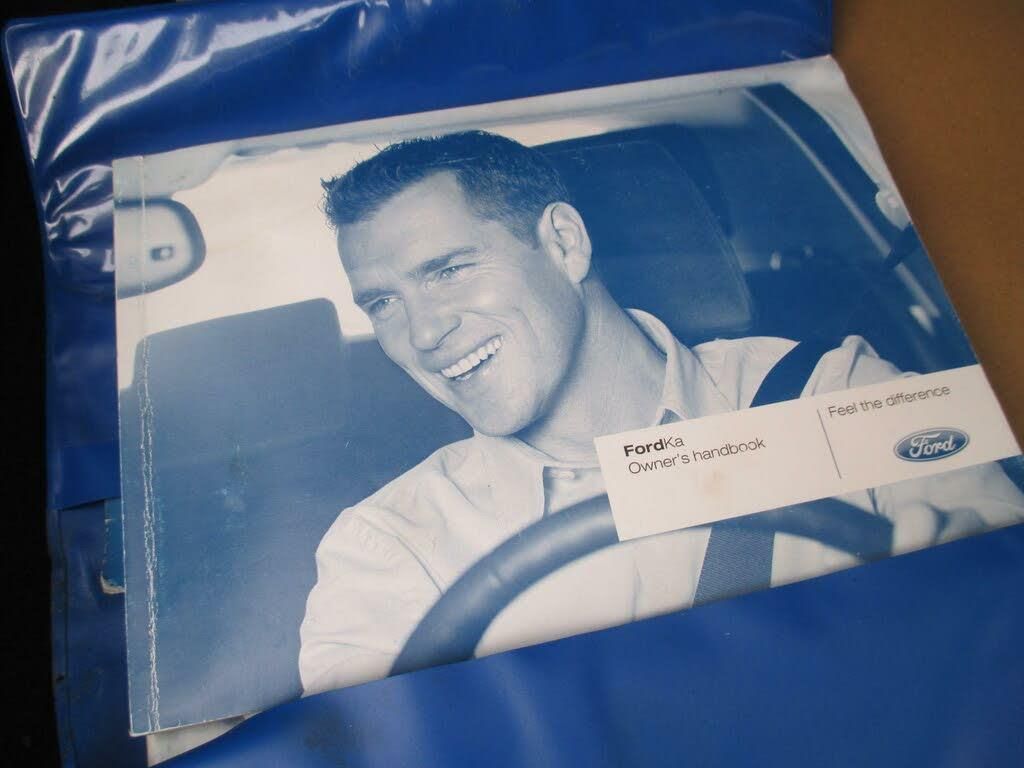 FordKa
Owner's handbook
Feel the difference
Ford